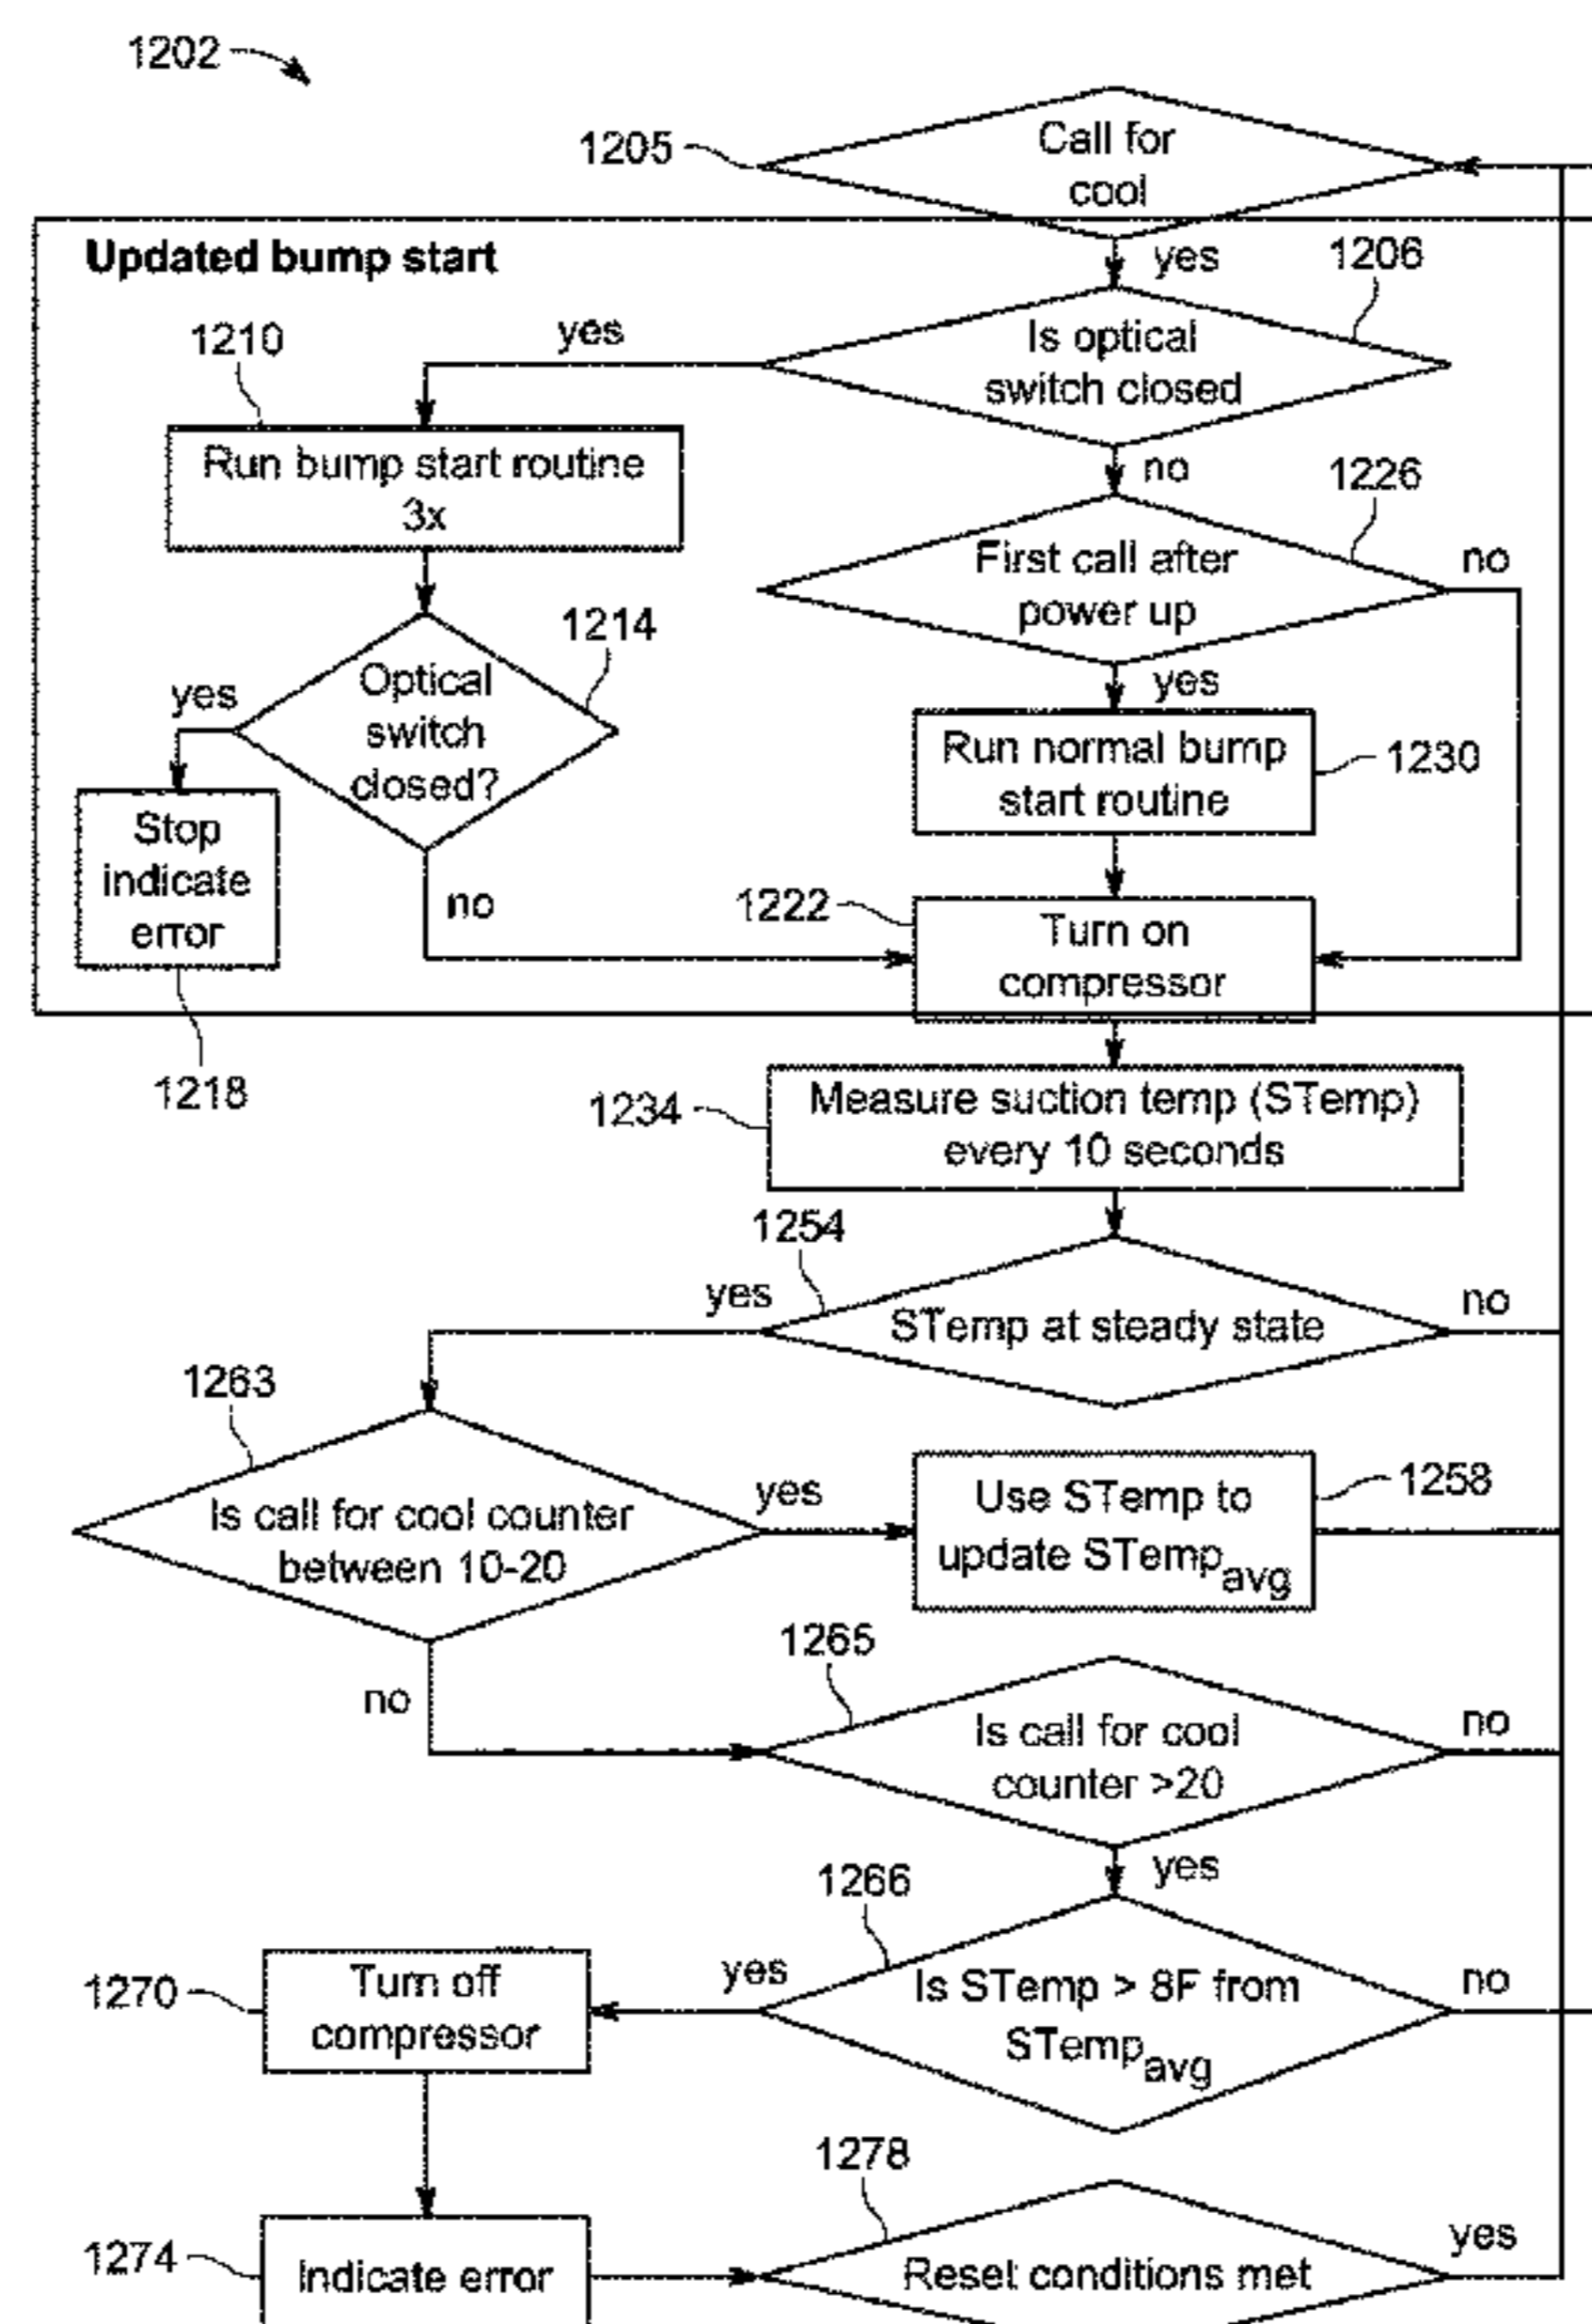 1202
1205
Call for
cool
Updated bump start
yes
1206
1210
yes
Is optical
switch closed
Run bump start routine
3x
no
1226
First call after
power up
no
1214
Optical
switch
closed?
yes
yes
Run normal bump
start routine
1230
Stop
indicate
error
no
1222
Turn on
compressor
1218
1234
Measure suction temp (STemp)
every 10 seconds
1254
yes
STemp at steady state
no
1263
Is call for cool counter
between 10-20
yes
Use STemp to
update STempavg
1258
1265
no
Is call for cool
counter >20
no
yes
1266
1270
Turn off
compressor
yes
Is STemp > 8F from
STempavg
no
1278
1274
Indicate error
Reset conditions met
yes